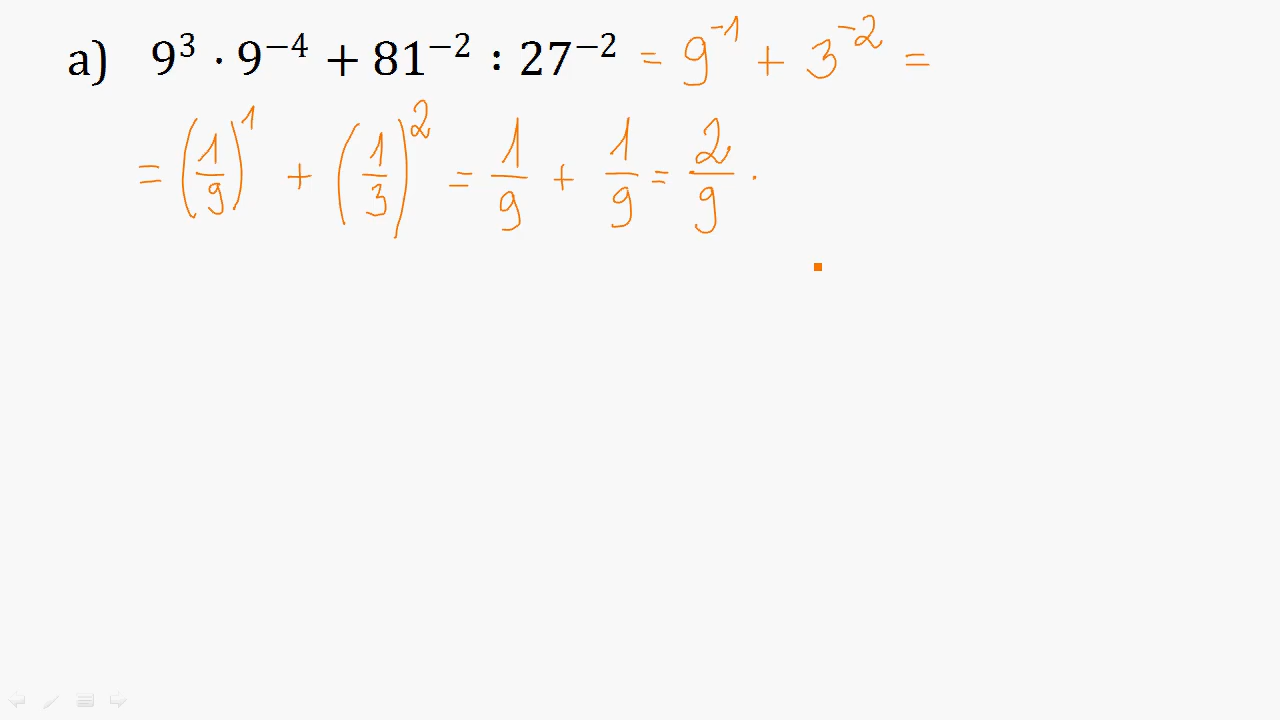 a) 9³ · 9⁻⁴ + 81⁻² : 27⁻² = 9⁻¹ + 3⁻² =
= (1/9)¹ + (1/3)² = 1/9 + 1/9 = 2/9 .